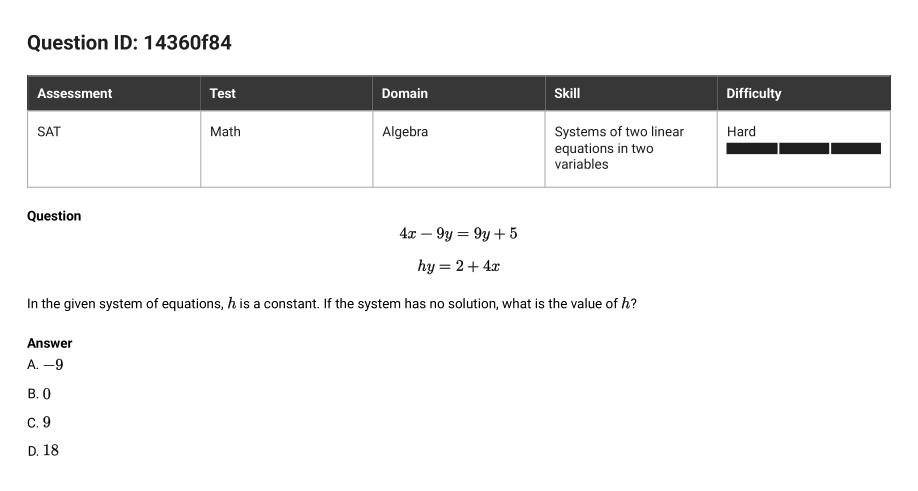 Question ID: 14360f84
Assessment Test Domain Skill Difficulty
SAT Math Algebra Systems of two linear equations in two variables Hard
Question
4x − 9y = 9y + 5
hy = 2 + 4x
In the given system of equations, h is a constant. If the system has no solution, what is the value of h?
Answer
A. −9
B. 0
C. 9
D. 18